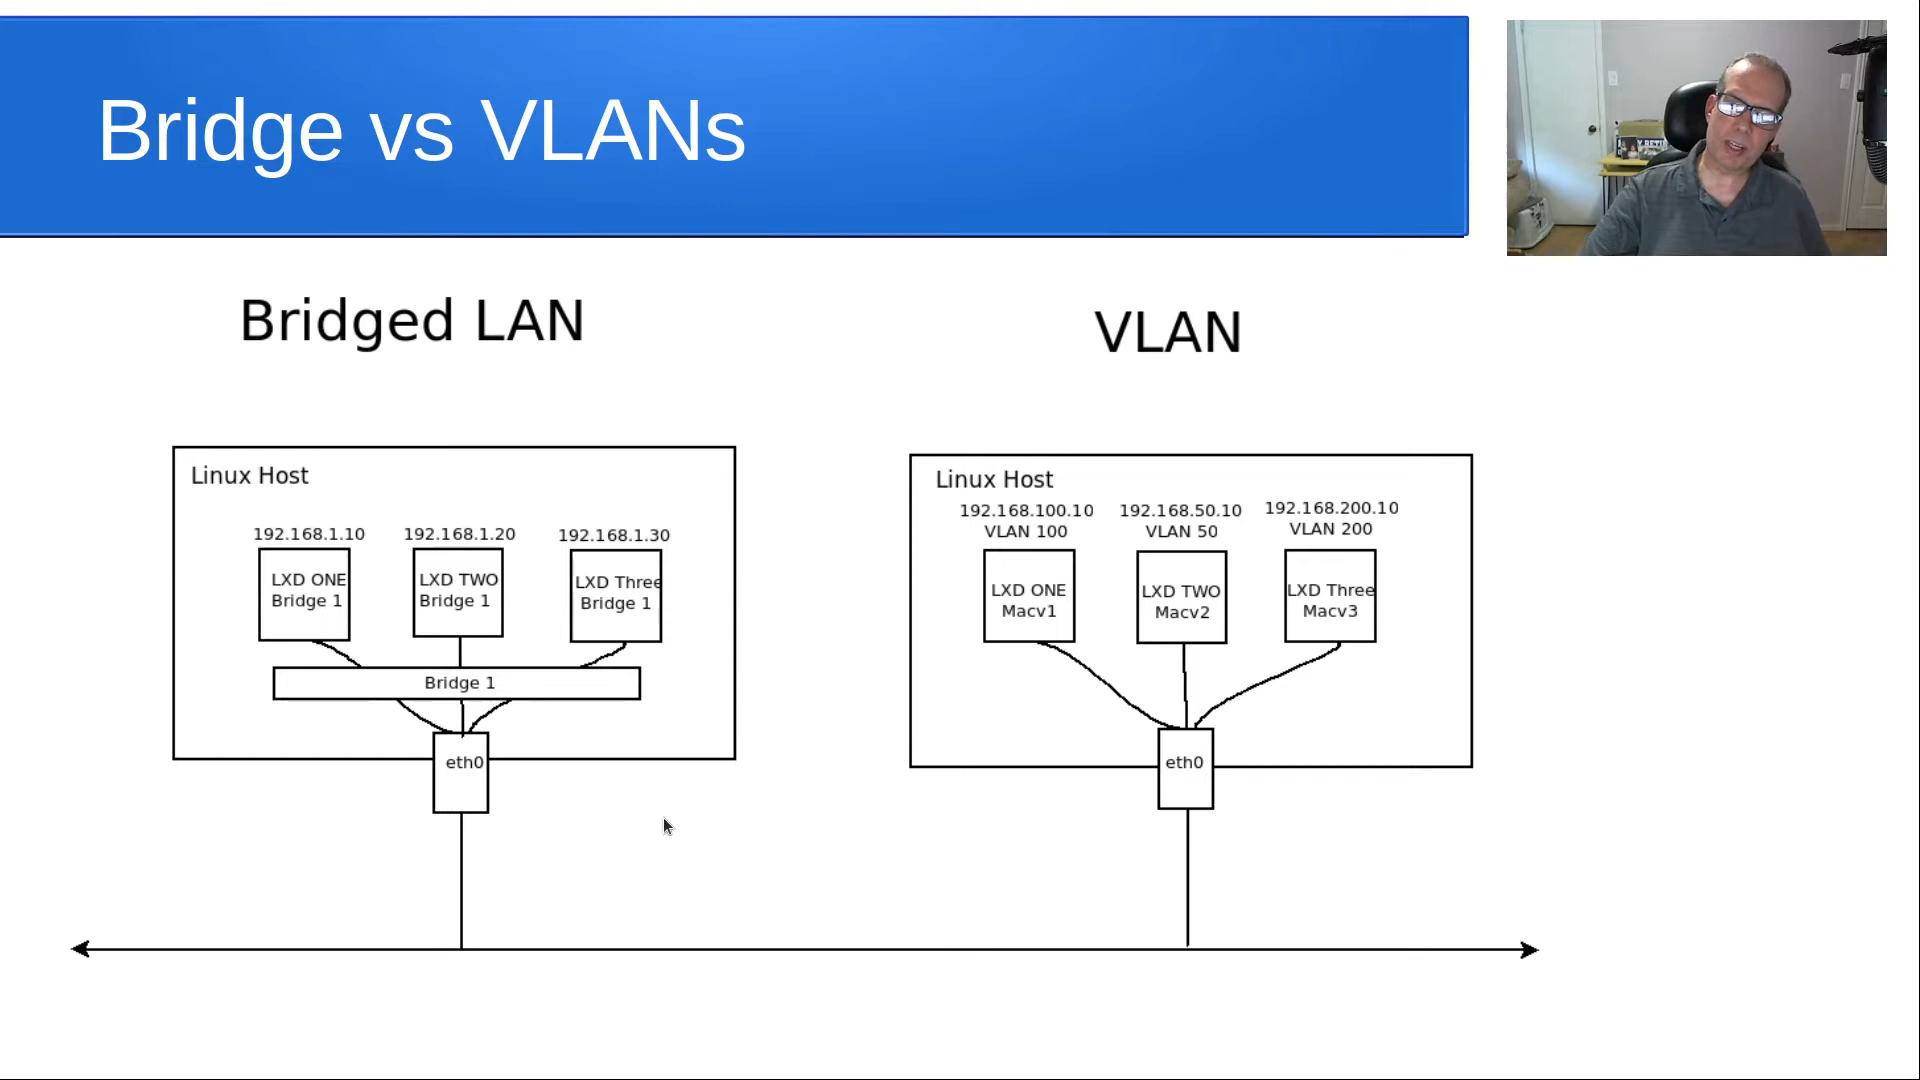 Bridge vs VLANs
Bridged LAN
Linux Host
192.168.1.10
192.168.1.20
192.168.1.30
LXD ONE
Bridge 1
LXD TWO
Bridge 1
LXD Three
Bridge 1
Bridge 1
eth0
VLAN
Linux Host
192.168.100.10
VLAN 100
192.168.50.10
VLAN 50
192.168.200.10
VLAN 200
LXD ONE
Macv1
LXD TWO
Macv2
LXD Three
Macv3
eth0